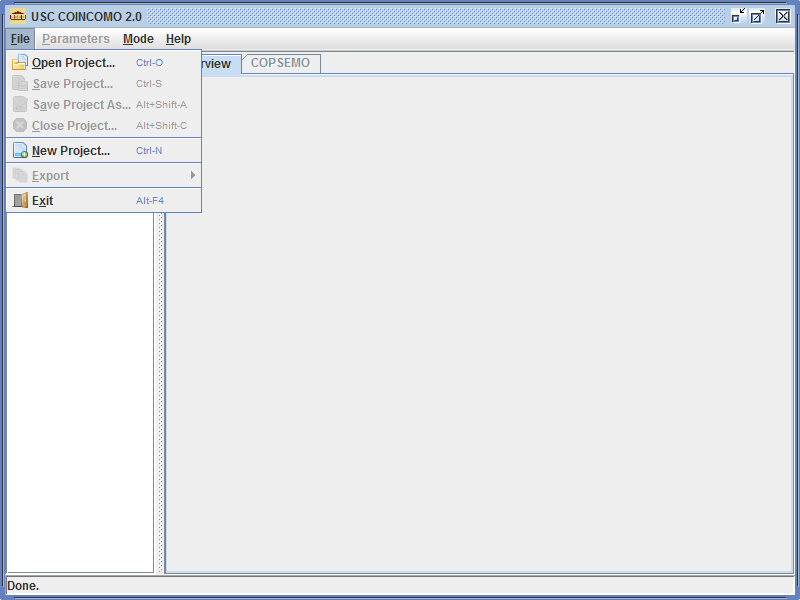 USC COINCOMO 2.0
File Parameters Mode Help
rview COPSEMO
Open Project... Ctrl-O
Save Project... Ctrl-S
Save Project As... Alt+Shift-A
Close Project... Alt+Shift-C
New Project... Ctrl-N
Export
Exit Alt-F4
Done.